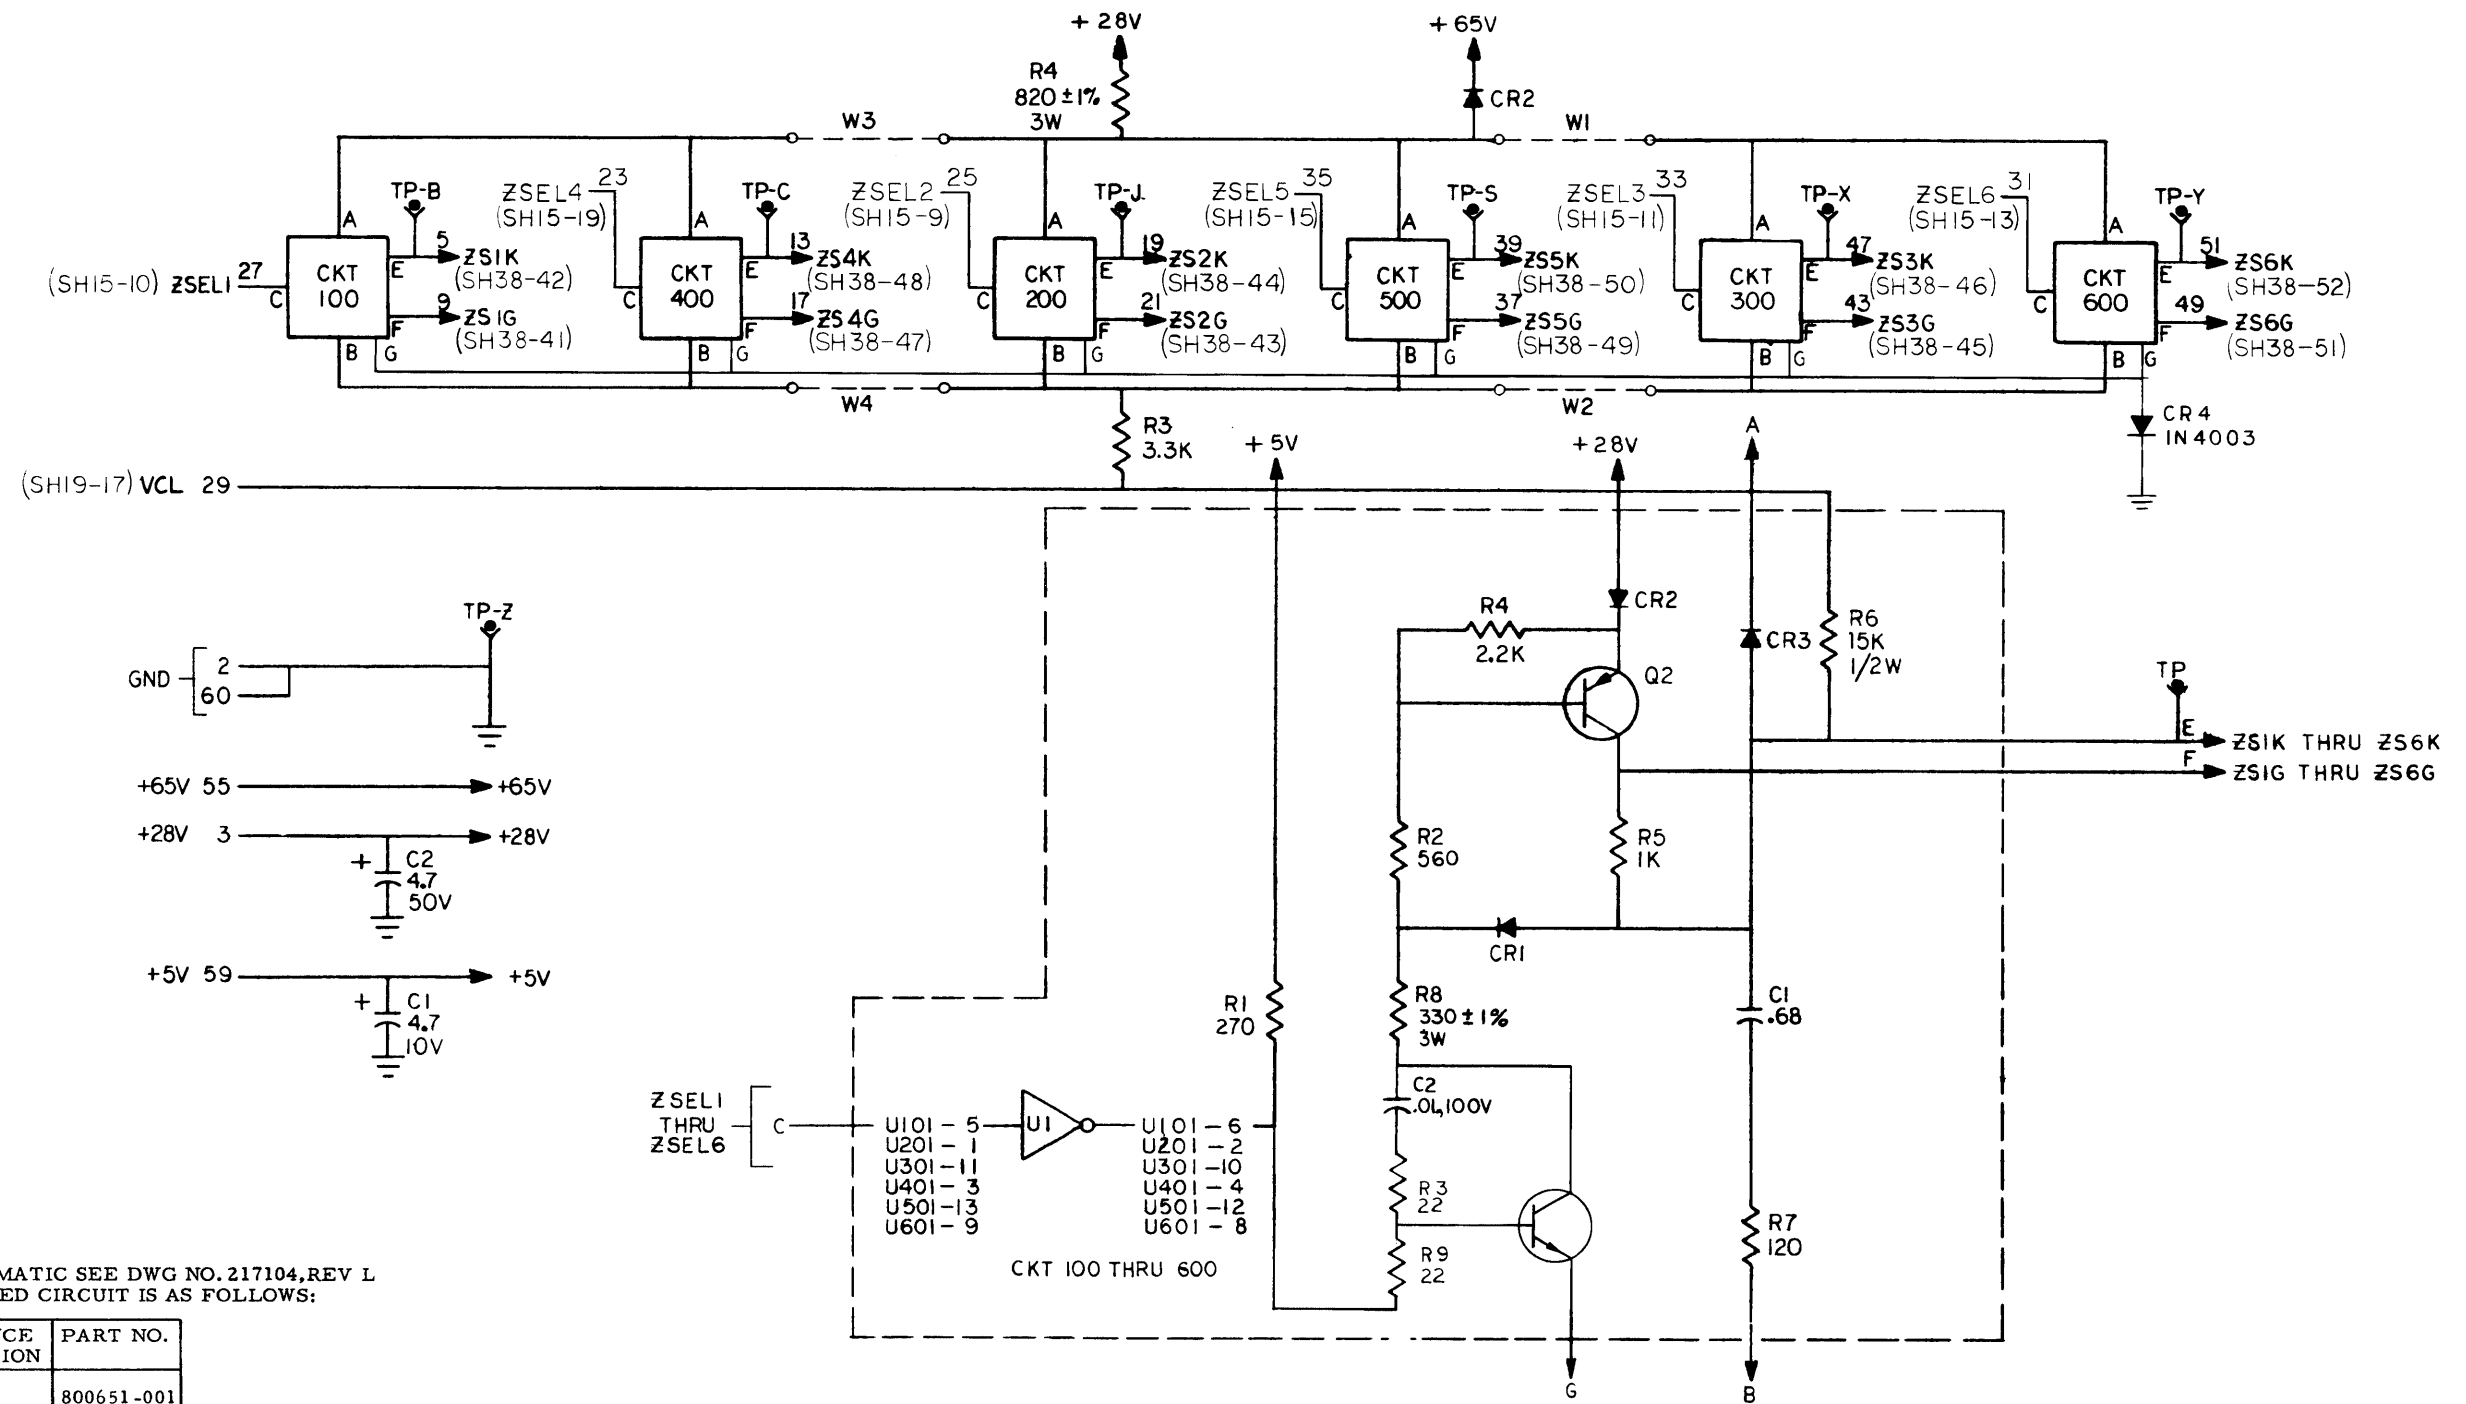 + 28V
+ 65V
R4
820 ±1%
3W
CR2
W3
W1
TP-B
TP-C
TP-J
TP-S
TP-X
TP-Y
ZSEL4 23
(SH15-19)
ZSEL2 25
(SH15-9)
ZSEL5 35
(SH15-15)
ZSEL3 33
(SH15-11)
ZSEL6 31
(SH15-13)
(SH15-10) ZSEL1 27
C
CKT
100
A
B
G
E
F
5
ZS1K
(SH38-42)
9
ZS1G
(SH38-41)
C
CKT
400
A
B
G
E
F
13
ZS4K
(SH38-48)
17
ZS4G
(SH38-47)
C
CKT
200
A
B
G
E
F
19
ZS2K
(SH38-44)
21
ZS2G
(SH38-43)
C
CKT
500
A
B
G
E
F
39
ZS5K
(SH38-50)
37
ZS5G
(SH38-49)
C
CKT
300
A
B
G
E
F
47
ZS3K
(SH38-46)
43
ZS3G
(SH38-45)
C
CKT
600
A
B
G
E
F
51
ZS6K
(SH38-52)
49
ZS6G
(SH38-51)
W4
W2
R3
3.3K
CR4
IN4003
(SH19-17) VCL 29
+ 5V
+28V
A
CR2
R4
2.2K
Q2
CR3
R6
15K
1/2W
TP
E
ZS1K THRU ZS6K
F
ZS1G THRU ZS6G
R2
560
R5
1K
CR1
R1
270
R8
330 ±1%
3W
C1
.68
C2
.01,100V
R3
22
R9
22
R7
120
G
B
TP-Z
GND
2
60
+65V 55
+65V
+28V 3
+28V
+
C2
4.7
50V
+5V 59
+5V
+
C1
4.7
10V
ZSEL1
THRU
ZSEL6
C
U1
U101 - 5
U201 - 1
U301 - 11
U401 - 3
U501 - 13
U601 - 9
U101 - 6
U201 - 2
U301 - 10
U401 - 4
U501 - 12
U601 - 8
CKT 100 THRU 600
MATIC SEE DWG NO. 217104, REV L
ED CIRCUIT IS AS FOLLOWS:
CE
ION
PART NO.
800651-001